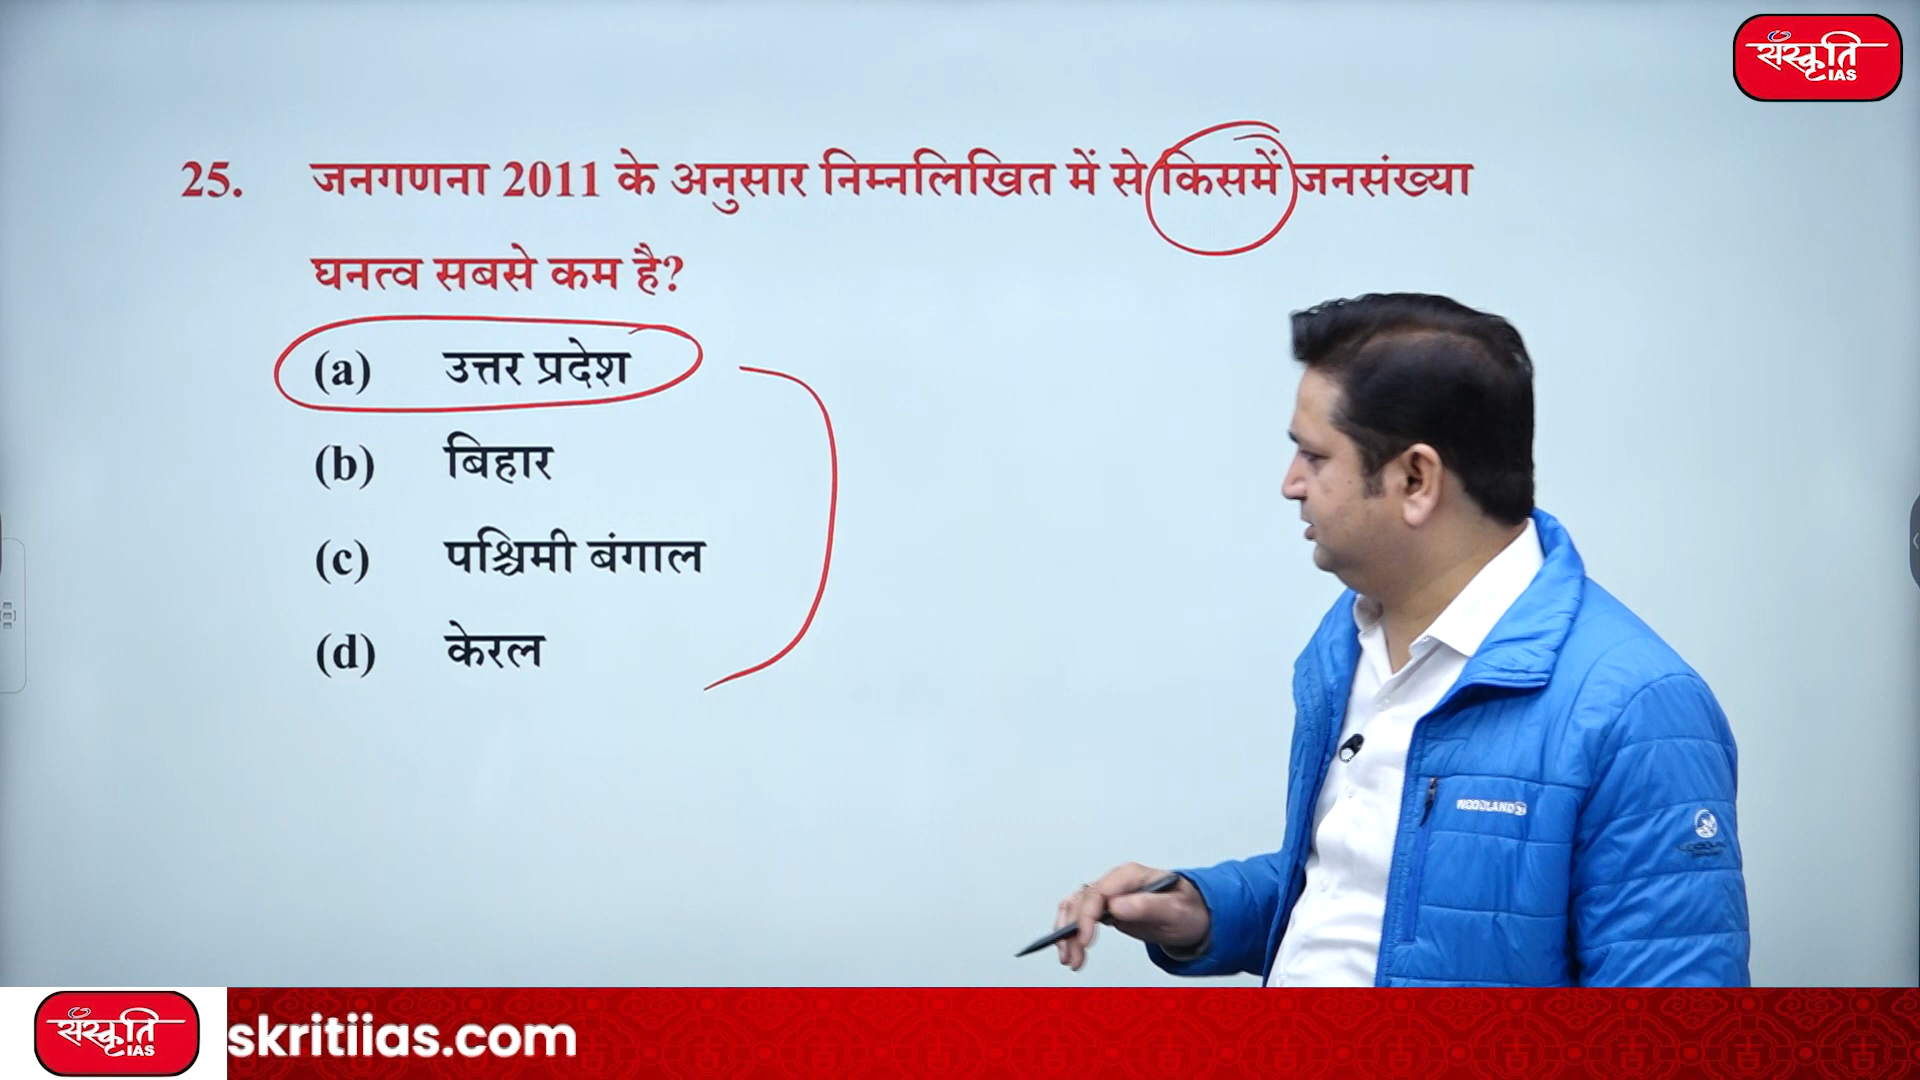 संस्कृति
IAS
25. जनगणना 2011 के अनुसार निम्नलिखित में से किसमें जनसंख्या
घनत्व सबसे कम है?
(a) उत्तर प्रदेश
(b) बिहार
(c) पश्चिमी बंगाल
(d) केरल
WOODLAND
संस्कृति
IAS
skritiias.com